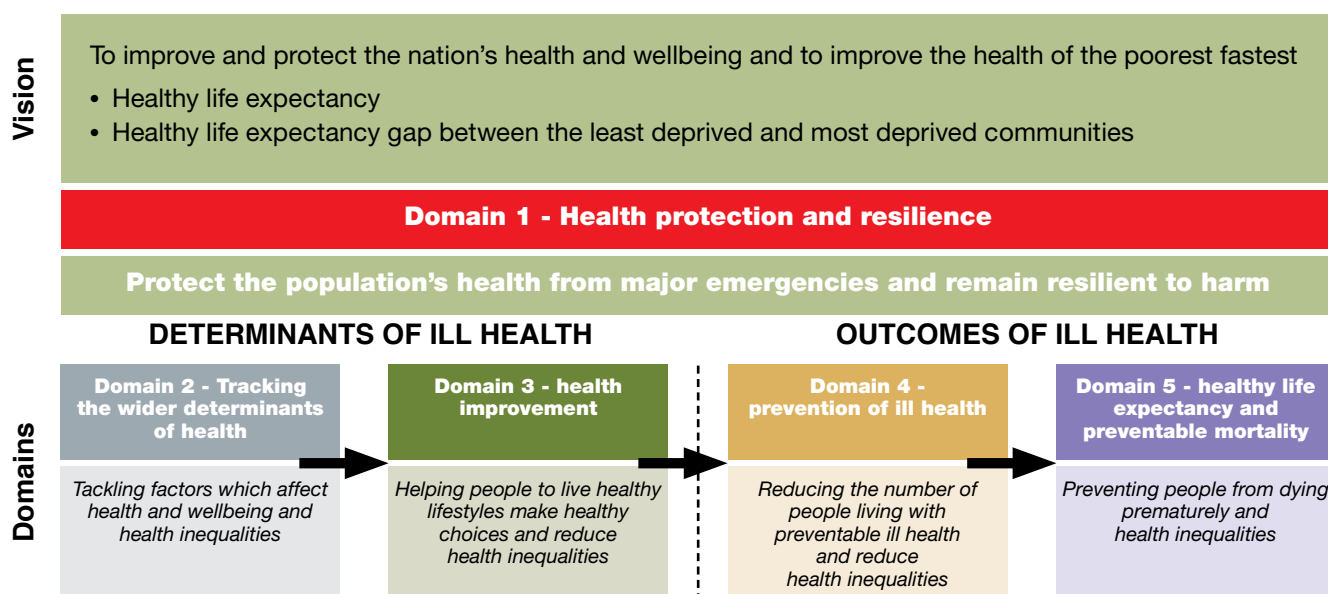 Vision
To improve and protect the nation’s health and wellbeing and to improve the health of the poorest fastest
• Healthy life expectancy
• Healthy life expectancy gap between the least deprived and most deprived communities
Domain 1 - Health protection and resilience
Protect the population’s health from major emergencies and remain resilient to harm
DETERMINANTS OF ILL HEALTH
OUTCOMES OF ILL HEALTH
Domains
Domain 2 - Tracking
the wider determinants
of health
Tackling factors which affect
health and wellbeing and
health inequalities
Domain 3 - health
improvement
Helping people to live healthy
lifestyles make healthy
choices and reduce
health inequalities
Domain 4 -
prevention of ill health
Reducing the number of
people living with
preventable ill health
and reduce
health inequalities
Domain 5 - healthy life
expectancy and
preventable mortality
Preventing people from dying
prematurely and
health inequalities